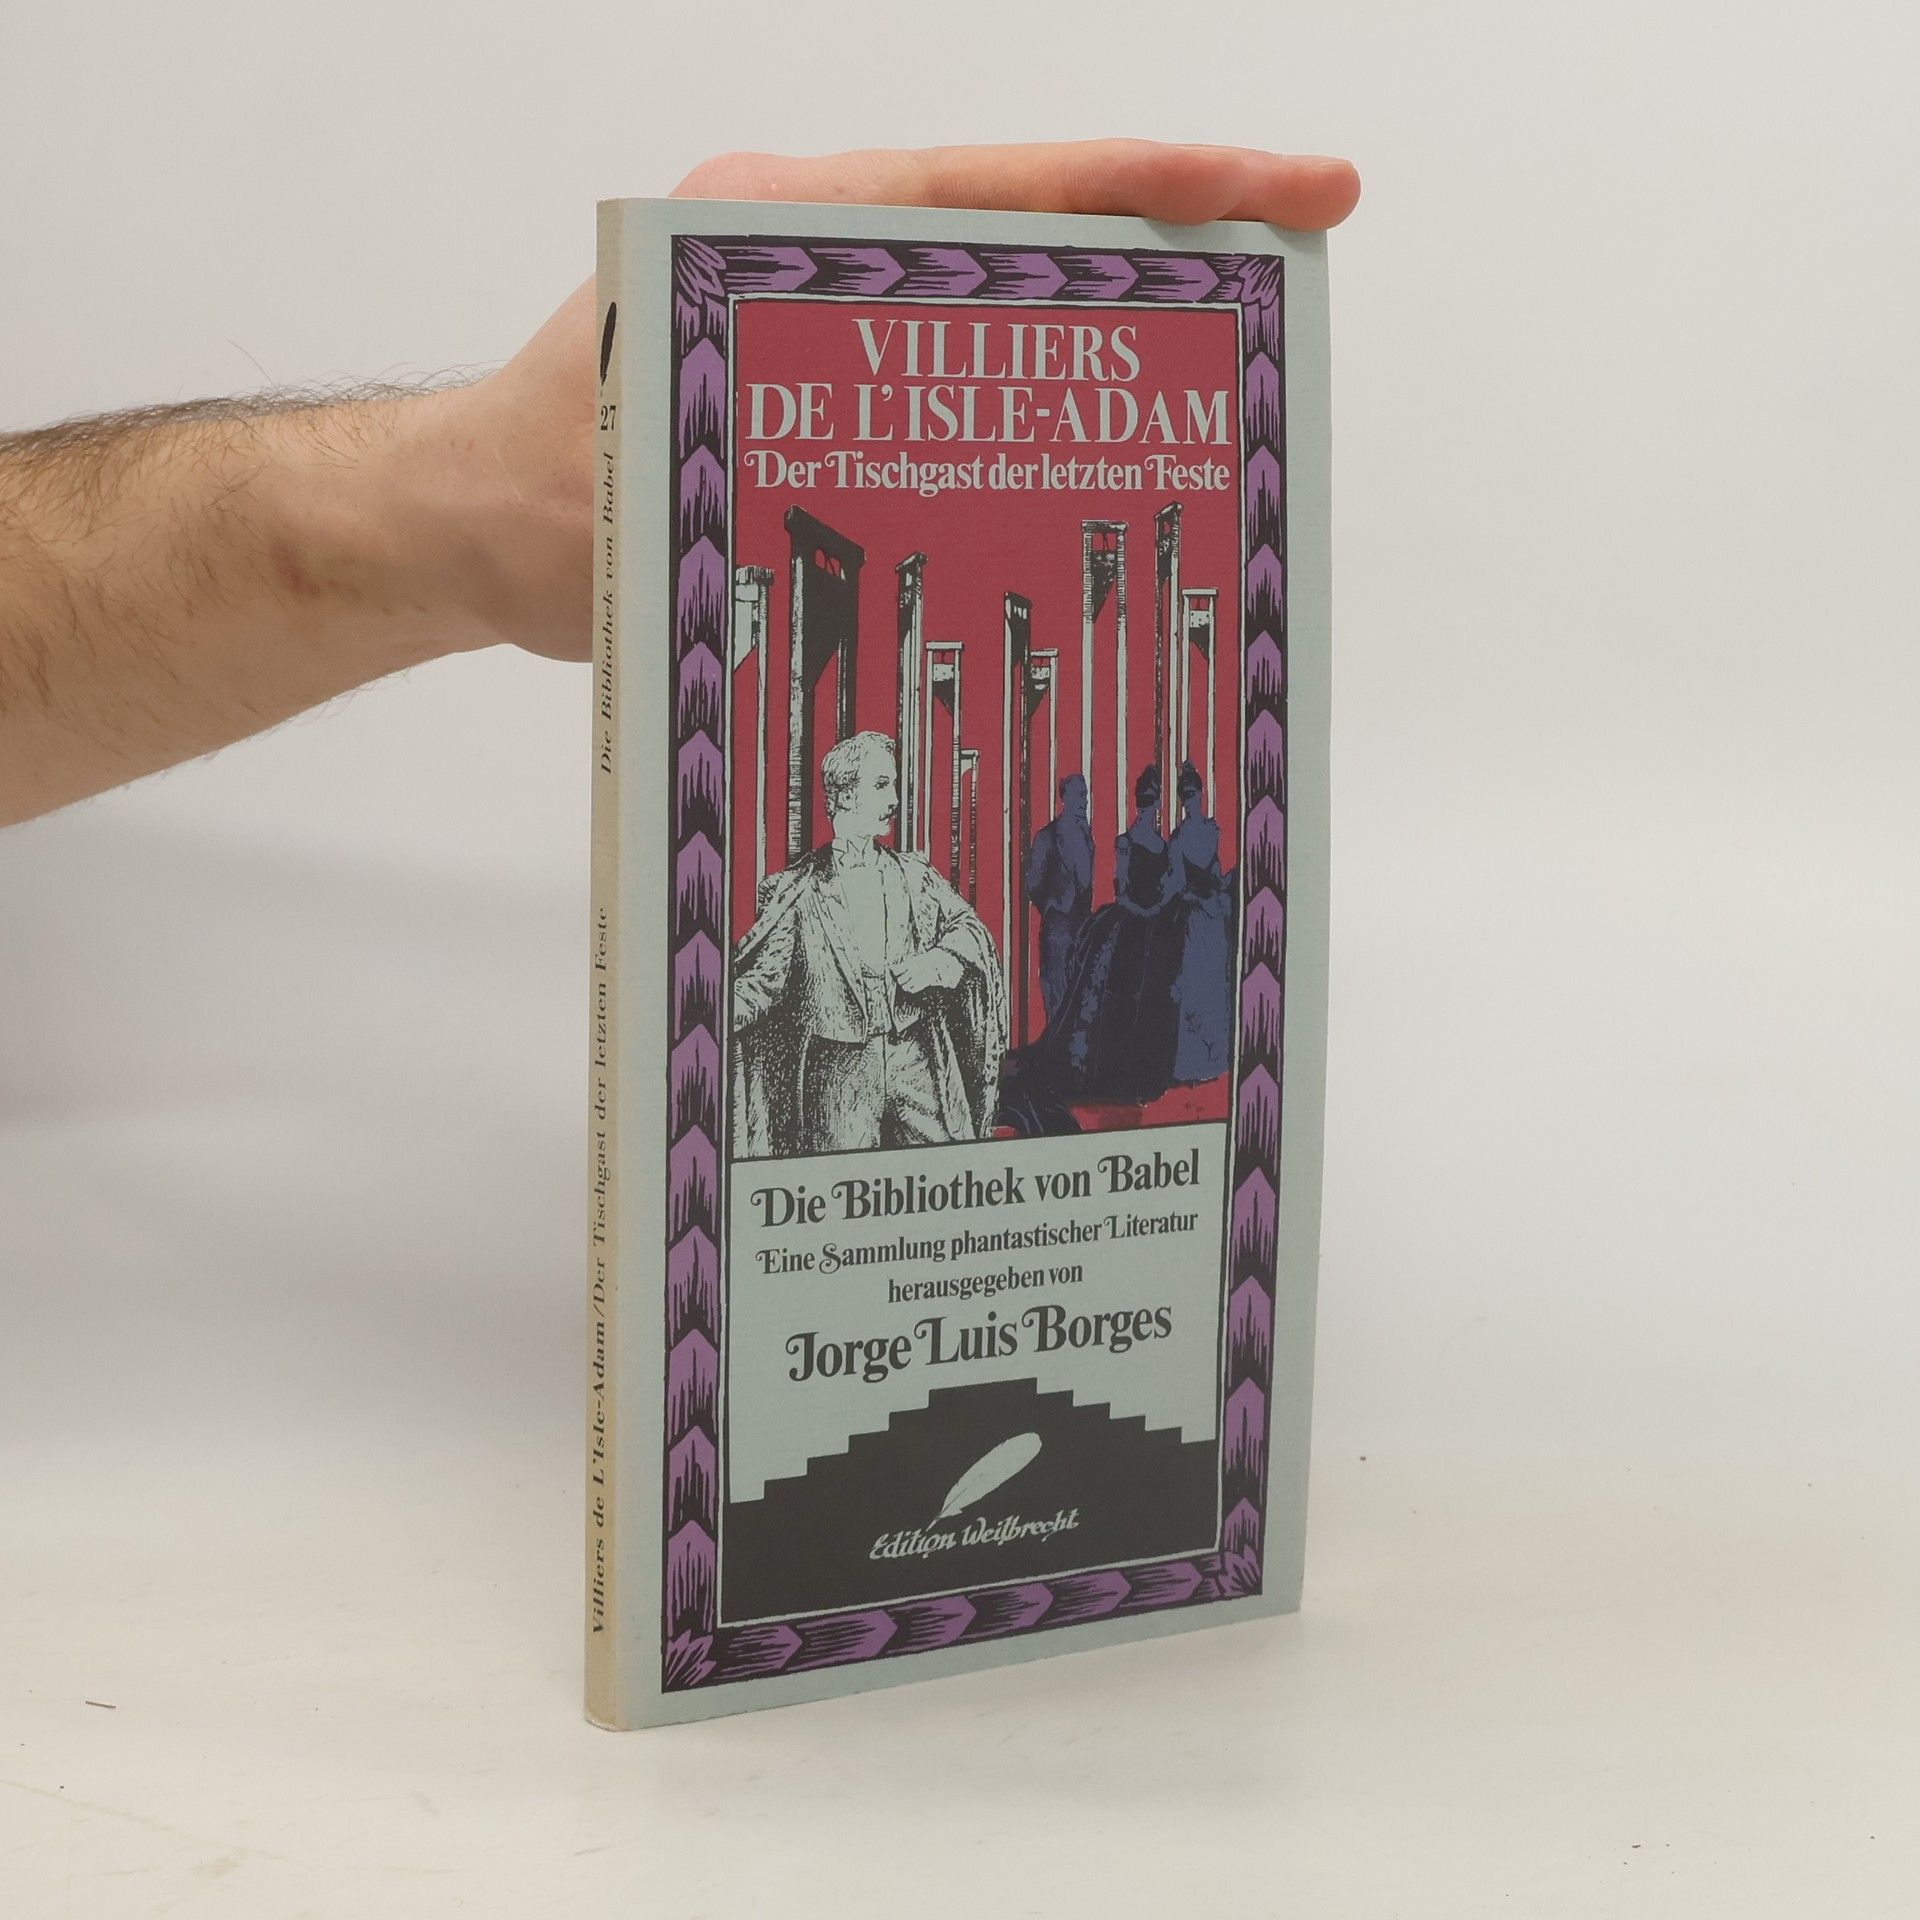 VILLIERS
DE L'ISLE-ADAM
Der Tischgast der letzten Feste
Die Bibliothek von Babel
Eine Sammlung phantastischer Literatur
herausgegeben von
Jorge Luis Borges
Edition Weitbrecht
Villiers de L'Isle-Adam/Der Tischgast der letzten Feste Die Bibliothek von Babel 27